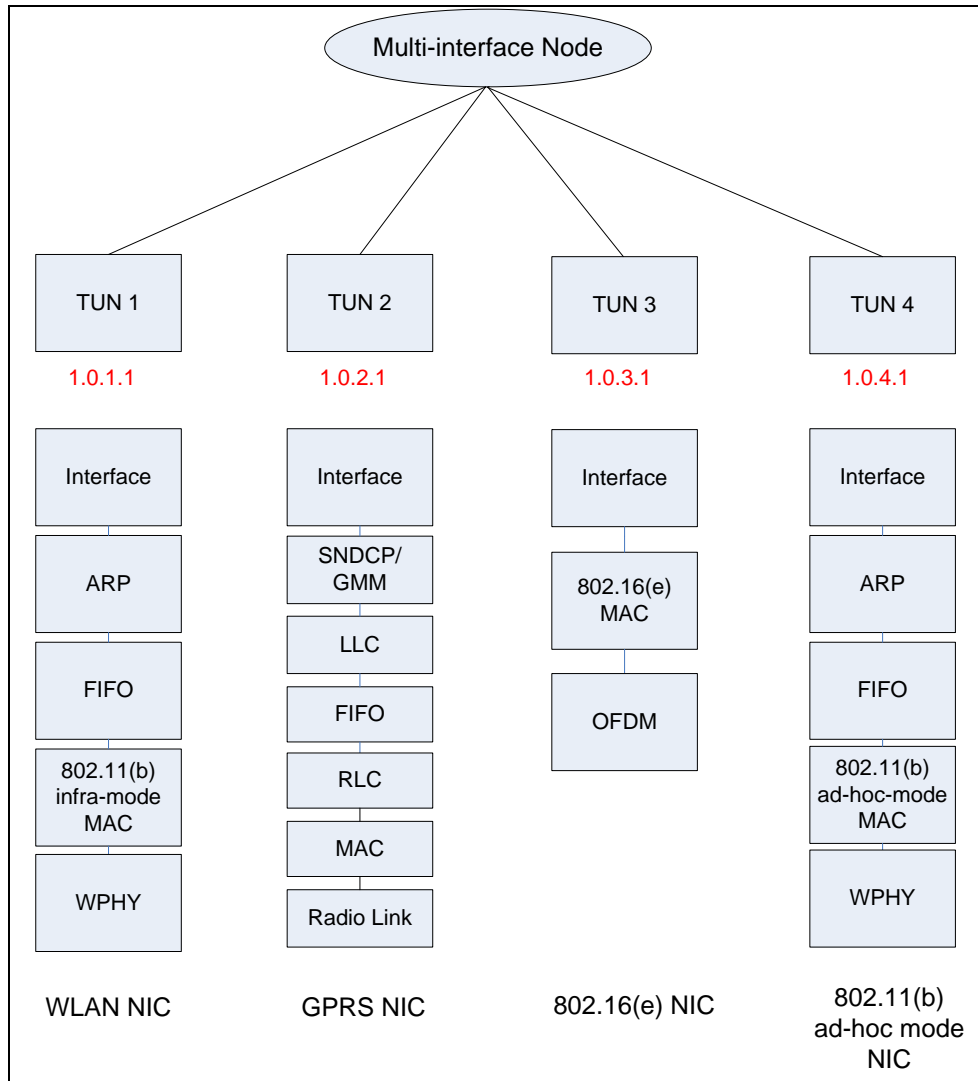 Multi-interface Node
TUN 1
TUN 2
TUN 3
TUN 4
1.0.1.1
1.0.2.1
1.0.3.1
1.0.4.1
Interface
ARP
FIFO
802.11(b)
infra-mode
MAC
WPHY
WLAN NIC
Interface
SNDCP/
GMM
LLC
FIFO
RLC
MAC
Radio Link
GPRS NIC
Interface
802.16(e)
MAC
OFDM
802.16(e) NIC
Interface
ARP
FIFO
802.11(b)
ad-hoc-mode
MAC
WPHY
802.11(b)
ad-hoc mode
NIC